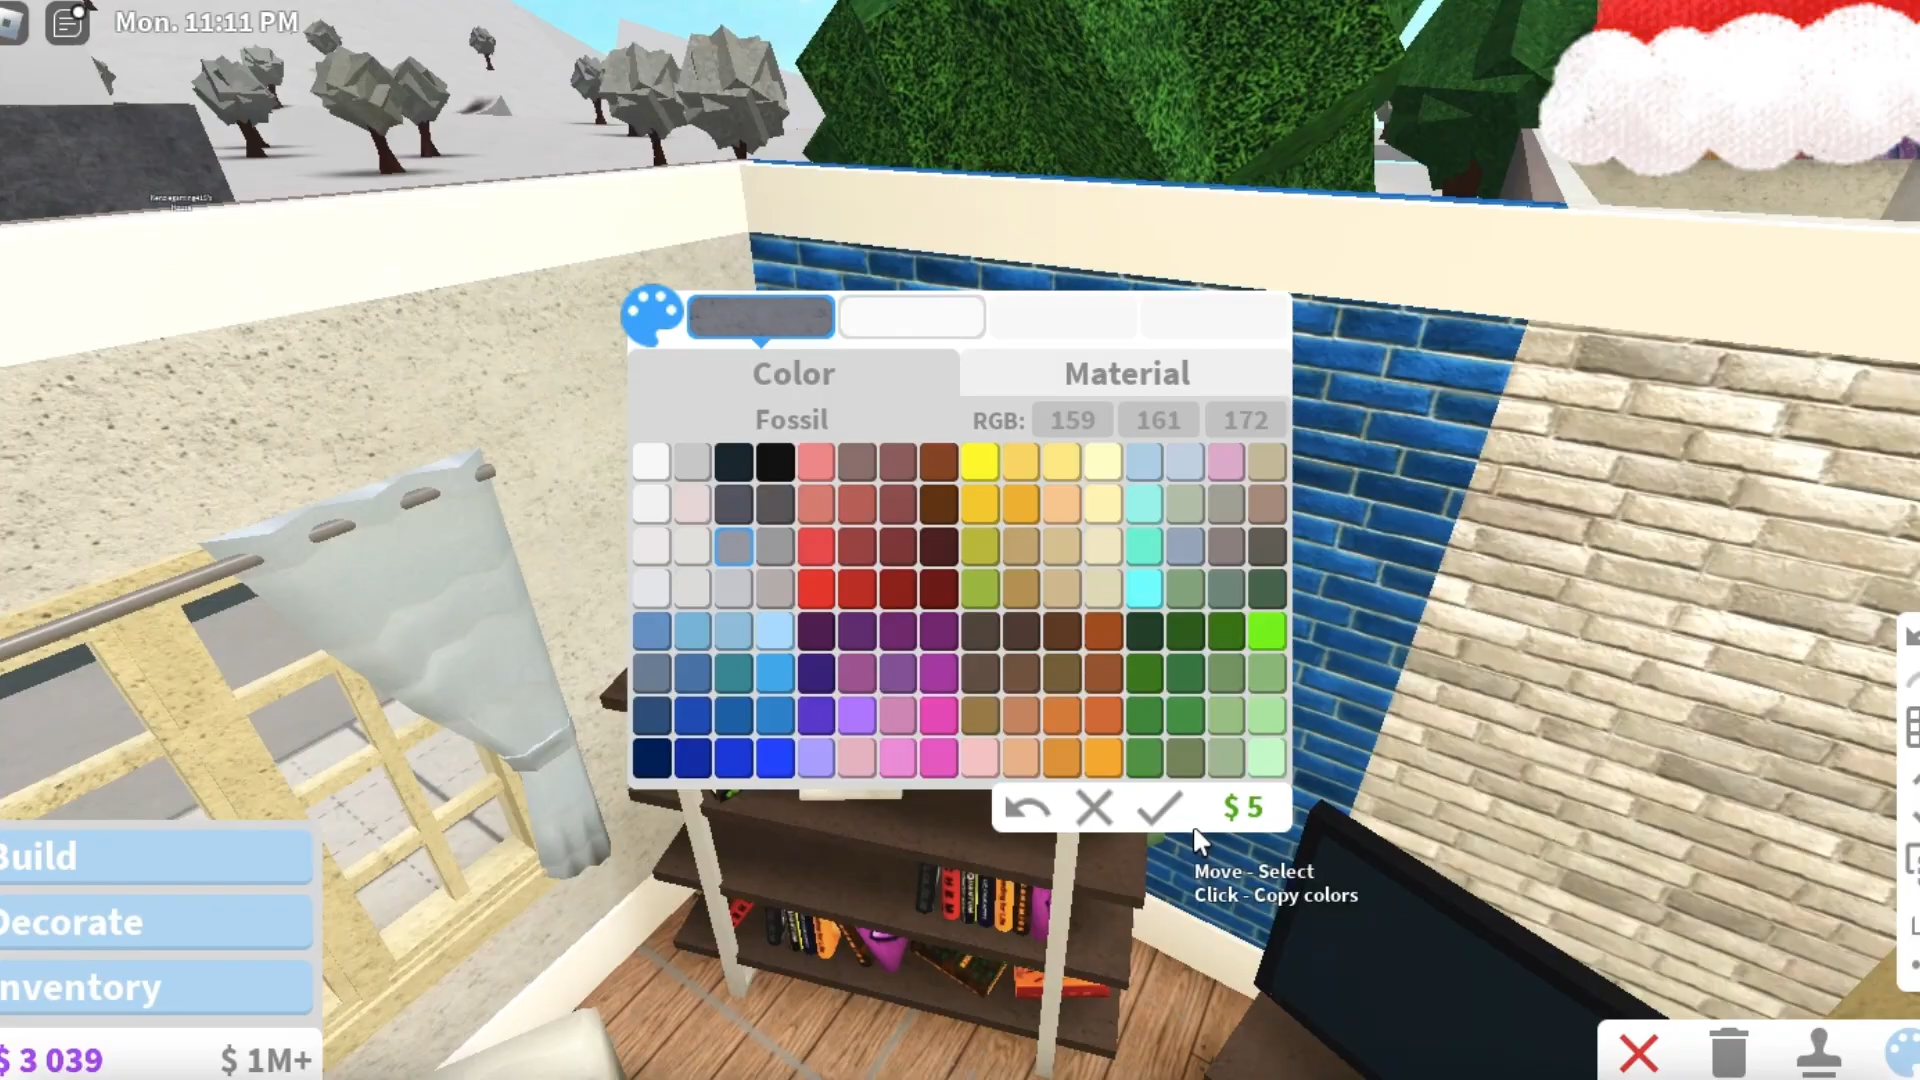 Mon. 11:11 PM
Color
Material
Fossil
RGB: 159 161 172
$ 5
Move - Select
Click - Copy colors
Build
Decorate
Inventory
$ 3 039
$ 1M+